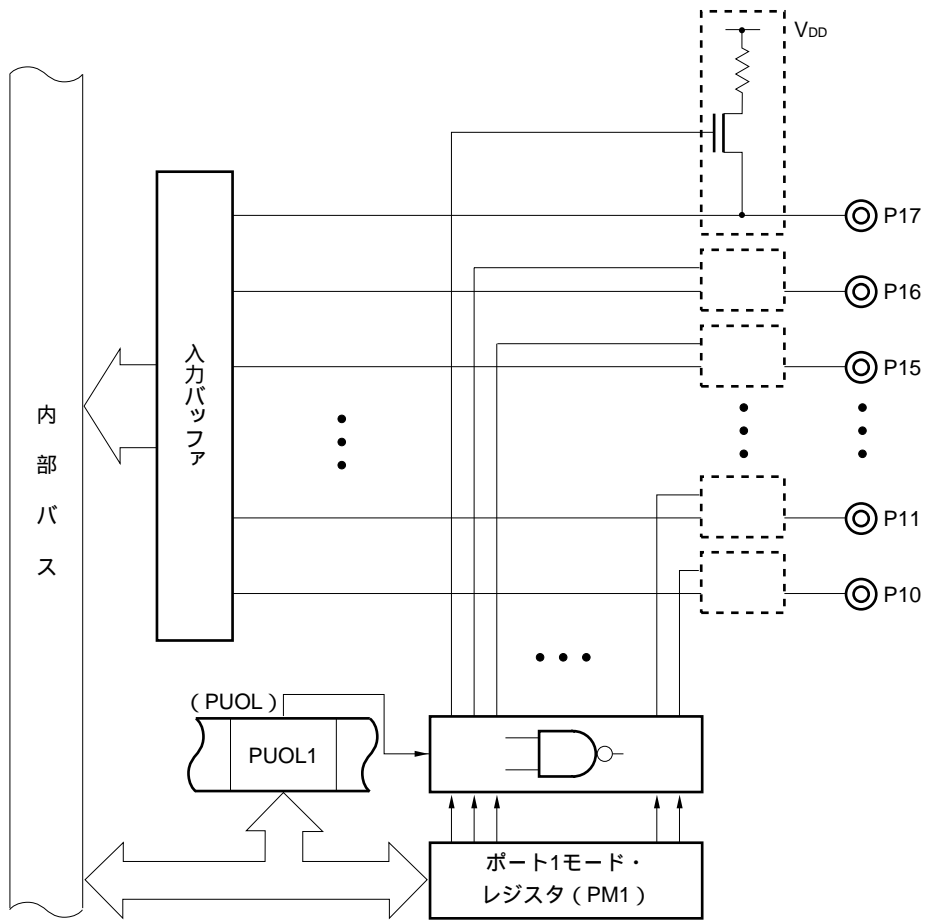 VDD
P17
P16
P15
P11
P10
入力バッファ
内部バス
（PUOL）
PUOL1
ポート1モード・
レジスタ（PM1）